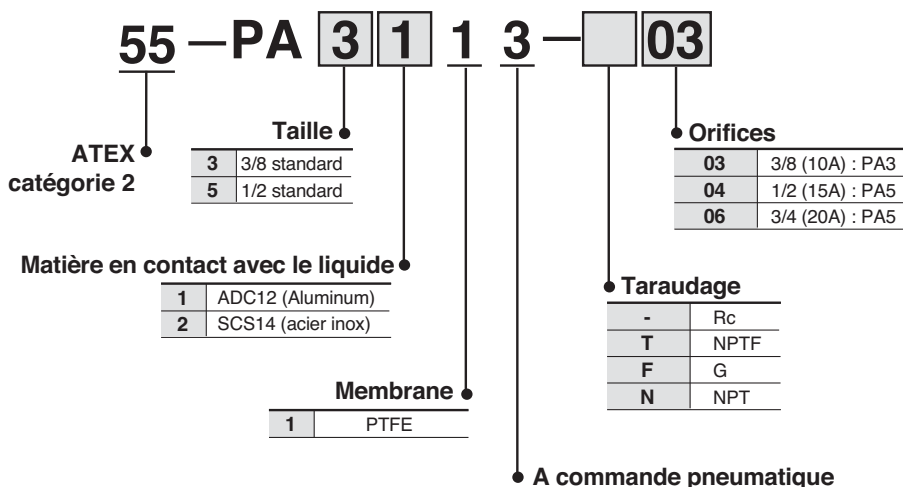 55 — PA 3 1 1 3 — 03
Taille
3 3/8 standard
5 1/2 standard
ATEX
catégorie 2
Orifices
03 3/8 (10A) : PA3
04 1/2 (15A) : PA5
06 3/4 (20A) : PA5
Matière en contact avec le liquide
1 ADC12 (Aluminum)
2 SCS14 (acier inox)
Taraudage
- Rc
T NPTF
F G
N NPT
Membrane
1 PTFE
A commande pneumatique